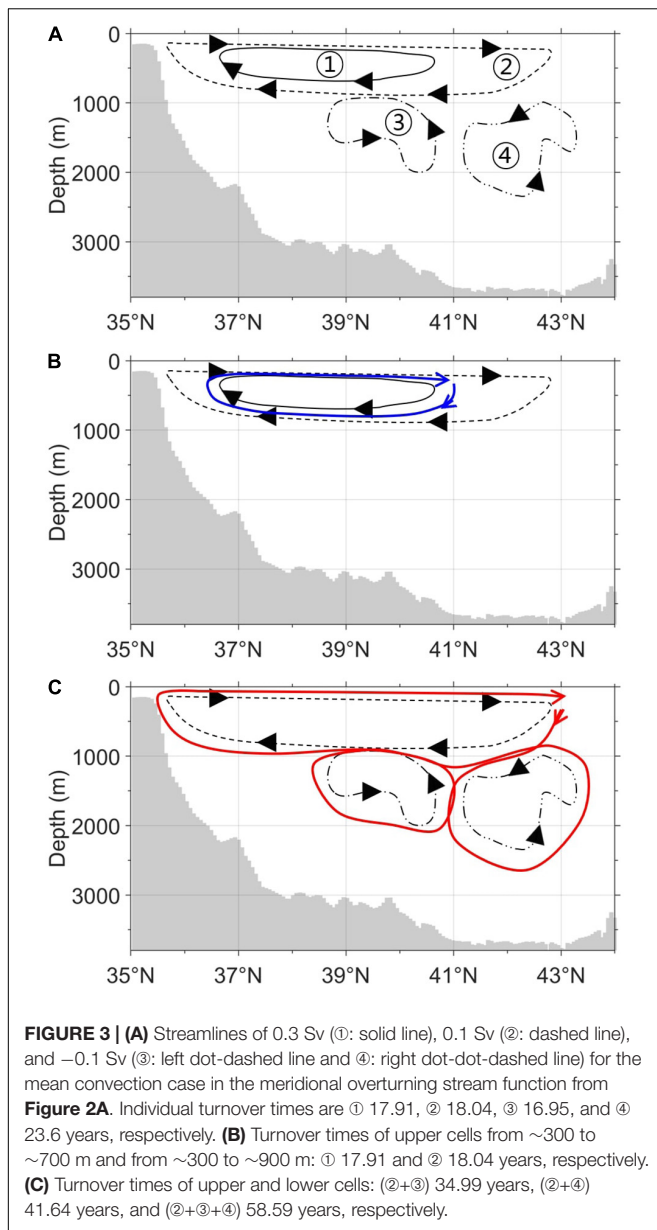 A
0
1000
2000
3000
Depth (m)
①
②
③
④
35°N
37°N
39°N
41°N
43°N
B
0
1000
2000
3000
Depth (m)
35°N
37°N
39°N
41°N
43°N
C
0
1000
2000
3000
Depth (m)
35°N
37°N
39°N
41°N
43°N
FIGURE 3 | (A) Streamlines of 0.3 Sv (①: solid line), 0.1 Sv (②: dashed line),
and −0.1 Sv (③: left dot-dashed line and ④: right dot-dot-dashed line) for the
mean convection case in the meridional overturning stream function from
Figure 2A. Individual turnover times are ① 17.91, ② 18.04, ③ 16.95, and ④
23.6 years, respectively. (B) Turnover times of upper cells from ∼300 to
∼700 m and from ∼300 to ∼900 m: ① 17.91 and ② 18.04 years, respectively.
(C) Turnover times of upper and lower cells: (②+③) 34.99 years, (②+④)
41.64 years, and (②+③+④) 58.59 years, respectively.